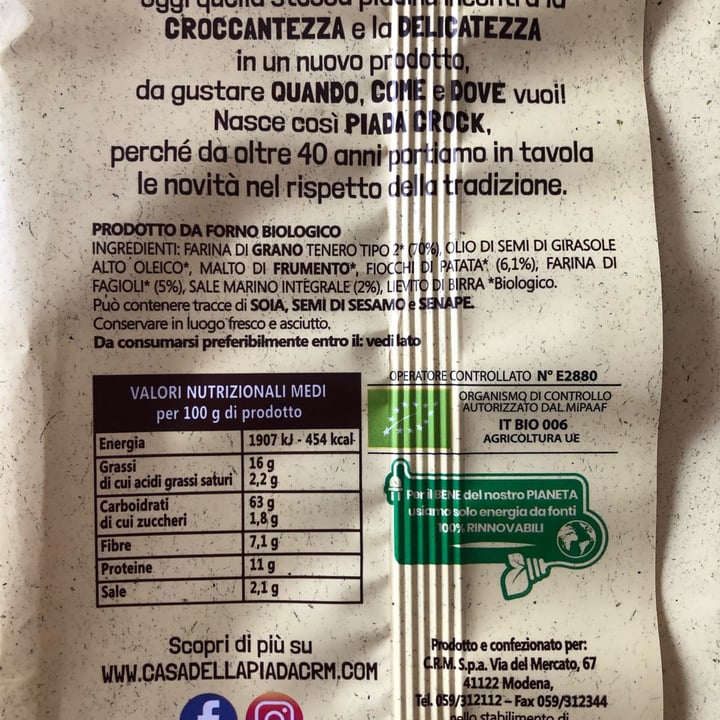 oggi quella stessa piadina incontra la
CROCCANTEZZA e la DELICATEZZA
in un nuovo prodotto,
da gustare QUANDO, COME e DOVE vuoi!
Nasce così PIADA CROCK,
perché da oltre 40 anni portiamo in tavola
le novità nel rispetto della tradizione.
PRODOTTO DA FORNO BIOLOGICO
INGREDIENTI: FARINA DI GRANO TENERO TIPO 2* (70%), OLIO DI SEMI DI GIRASOLE
ALTO OLEICO*, MALTO DI FRUMENTO*, FIOCCHI DI PATATA* (6,1%), FARINA DI
FAGIOLI* (5%), SALE MARINO INTEGRALE (2%), LIEVITO DI BIRRA *Biologico.
Può contenere tracce di SOIA, SEMI DI SESAMO e SENAPE.
Conservare in luogo fresco e asciutto.
Da consumarsi preferibilmente entro il: vedi lato
VALORI NUTRIZIONALI MEDI
per 100 g di prodotto
Energia 1907 kJ - 454 kcal
Grassi 16 g
di cui acidi grassi saturi 2,2 g
Carboidrati 63 g
di cui zuccheri 1,8 g
Fibre 7,1 g
Proteine 11 g
Sale 2,1 g
OPERATORE CONTROLLATO N° E2880
ORGANISMO DI CONTROLLO
AUTORIZZATO DAL MiPAAF
IT BIO 006
AGRICOLTURA UE
Per il BENE del nostro PIANETA
usiamo solo energia da fonti
100% RINNOVABILI
Scopri di più su
WWW.CASADELLAPIADACRM.COM
Prodotto e confezionato per:
C.R.M. S.p.a. Via del Mercato, 67
41122 Modena,
Tel. 059/312112 – Fax 059/312344
nello stabilimento di